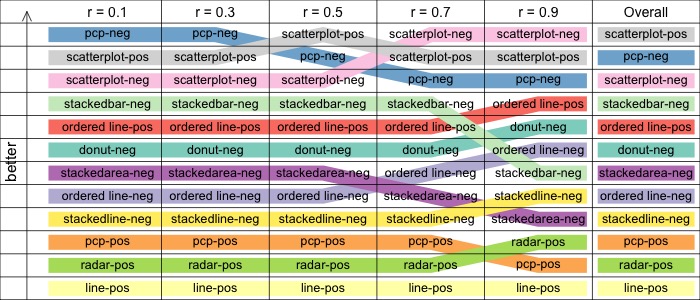 r = 0.1 r = 0.3 r = 0.5 r = 0.7 r = 0.9 Overall
pcp-neg pcp-neg scatterplot-pos scatterplot-neg scatterplot-neg scatterplot-pos
scatterplot-pos scatterplot-pos pcp-neg scatterplot-pos scatterplot-pos pcp-neg
scatterplot-neg scatterplot-neg scatterplot-neg pcp-neg pcp-neg scatterplot-neg
stackedbar-neg stackedbar-neg stackedbar-neg stackedbar-neg ordered line-pos stackedbar-neg
ordered line-pos ordered line-pos ordered line-pos ordered line-pos donut-neg ordered line-pos
donut-neg donut-neg donut-neg donut-neg ordered line-neg donut-neg
stackedarea-neg stackedarea-neg stackedarea-neg ordered line-neg stackedbar-neg stackedarea-neg
ordered line-neg ordered line-neg ordered line-neg stackedarea-neg stackedline-neg ordered line-neg
stackedline-neg stackedline-neg stackedline-neg stackedline-neg stackedarea-neg stackedline-neg
pcp-pos pcp-pos pcp-pos pcp-pos radar-pos pcp-pos
radar-pos radar-pos radar-pos radar-pos pcp-pos radar-pos
line-pos line-pos line-pos line-pos line-pos line-pos
better